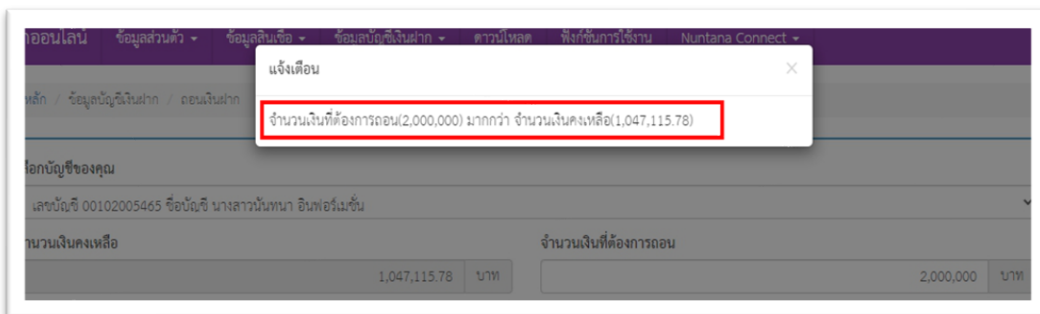 ข้อมูลส่วนตัว ข้อมูลสินเชื่อ ข้อมูลบัญชีเงินฝาก ดาวน์โหลด ฟังก์ชันการใช้งาน Nuntana Connect
แจ้งเตือน ×
หลัก / ข้อมูลบัญชีเงินฝาก / ถอนเงินฝาก
จำนวนเงินที่ต้องการถอน(2,000,000) มากกว่า จำนวนเงินคงเหลือ(1,047,115.78)
ลือกบัญชีของคุณ
เลขบัญชี 00102005465 ชื่อบัญชี นางสาวนันทนา อินฟอร์เมชั่น
านวนเงินคงเหลือ จำนวนเงินที่ต้องการถอน
1,047,115.78 บาท 2,000,000 บาท